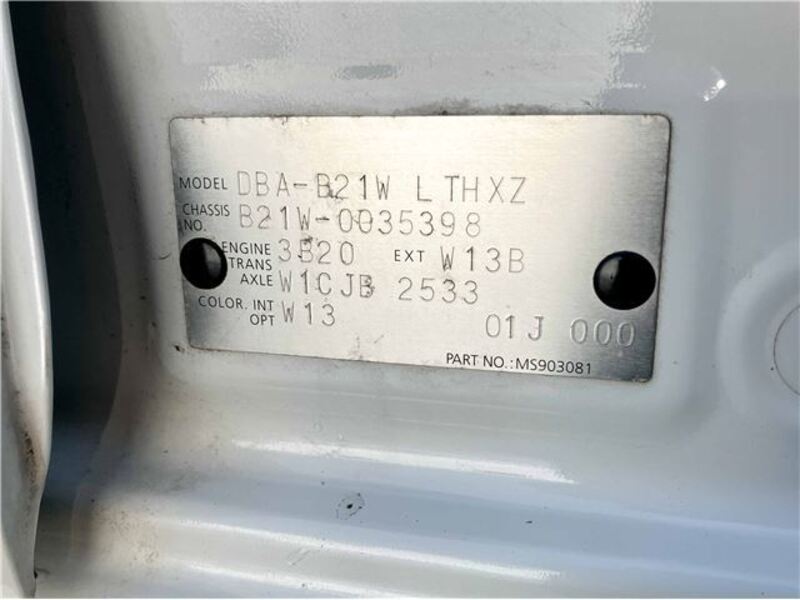 MODEL DBA-B21W LTHXZ
CHASSIS NO. B21W-0035398
ENGINE 3B20 EXT W13B
TRANS AXLE W1CJB 2533
COLOR. INT OPT W13 01J 000
PART NO.:MS903081